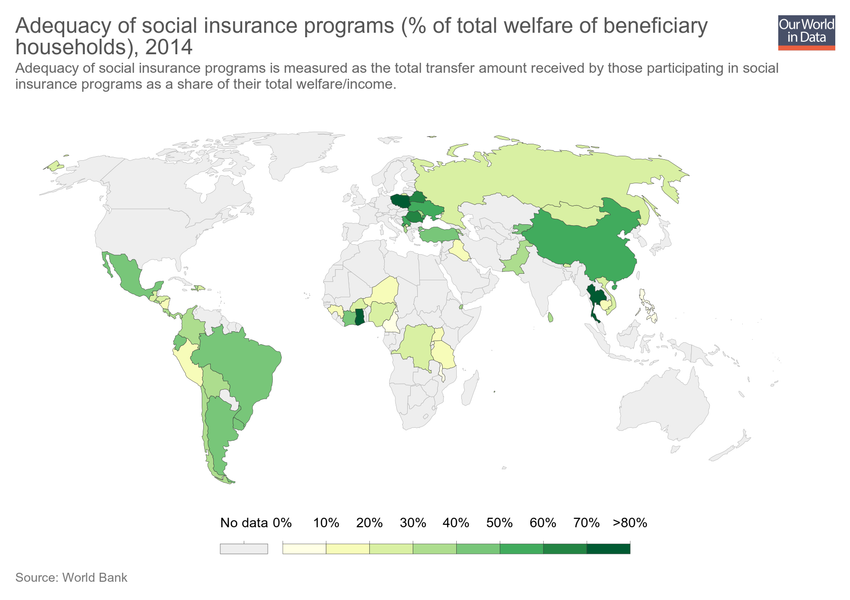 Adequacy of social insurance programs (% of total welfare of beneficiary
households), 2014
Our World
in Data
Adequacy of social insurance programs is measured as the total transfer amount received by those participating in social
insurance programs as a share of their total welfare/income.
No data 0% 10% 20% 30% 40% 50% 60% 70% >80%
Source: World Bank